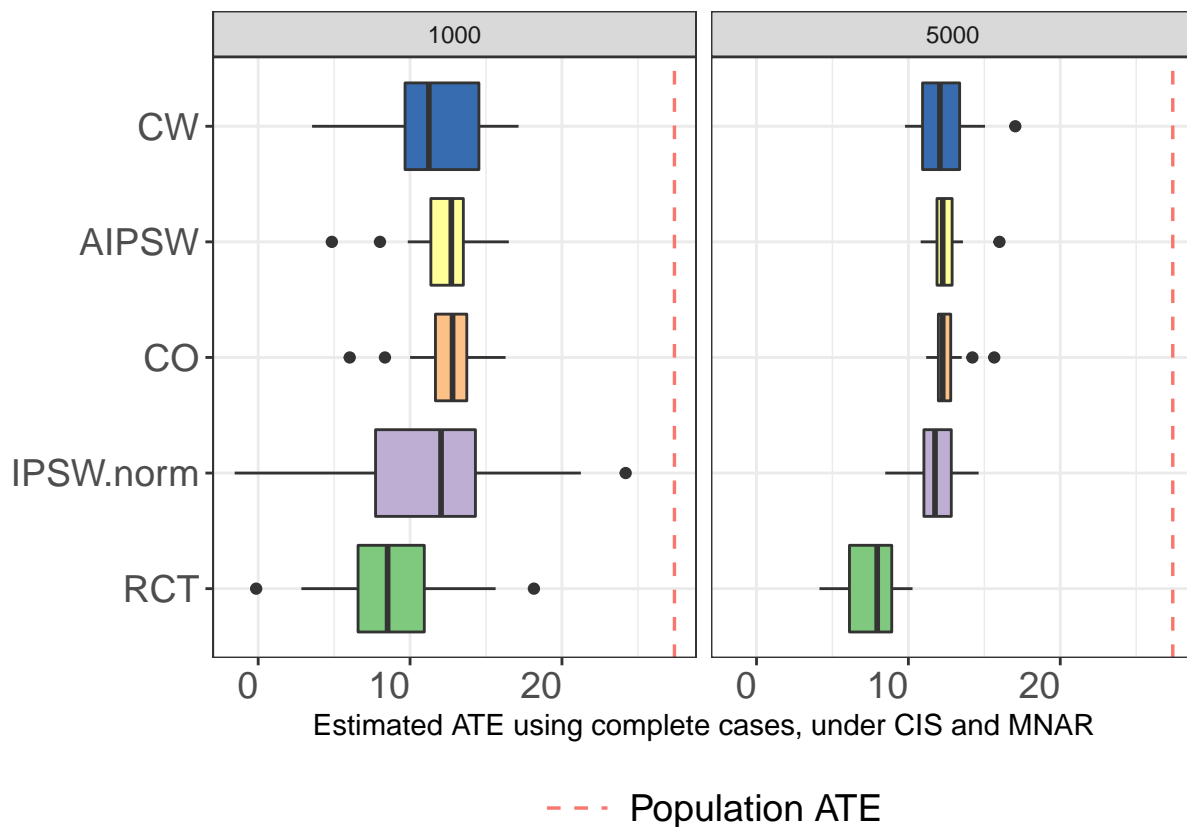 1000
5000
CW
AIPSW
CO
IPSW.norm
RCT
0 10 20 0 10 20
Estimated ATE using complete cases, under CIS and MNAR
Population ATE